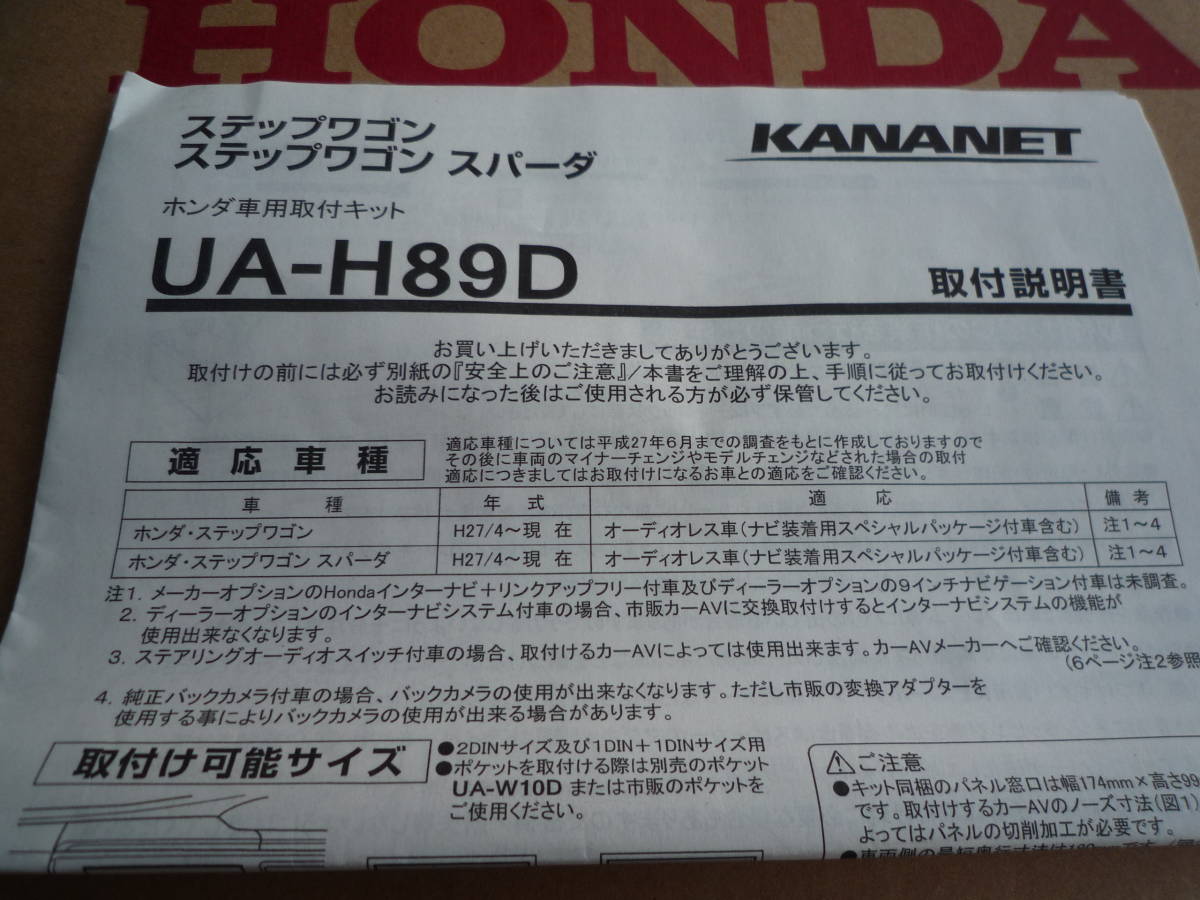 HONDA
ステップワゴン
ステップワゴン スパーダ
KANANET
ホンダ車用取付キット
UA-H89D
取付説明書
お買い上げいただきましてありがとうございます。
取付けの前には必ず別紙の『安全上のご注意』/本書をご理解の上、手順に従ってお取付けください。
お読みになった後はご使用される方が必ず保管してください。
適応車種
適応車種については平成27年6月までの調査をもとに作成しておりますので
その後に車両のマイナーチェンジやモデルチェンジなどされた場合の取付
適応につきましてはお取付けになるお車との適応をご確認ください。
車種 年式 適応 備考
ホンダ・ステップワゴン H27/4～現在 オーディオレス車(ナビ装着用スペシャルパッケージ付車含む) 注1～4
ホンダ・ステップワゴン スパーダ H27/4～現在 オーディオレス車(ナビ装着用スペシャルパッケージ付車含む) 注1～4
注1. メーカーオプションのHondaインターナビ+リンクアップフリー付車及びディーラーオプションの9インチナビゲーション付車は未調査。
2. ディーラーオプションのインターナビシステム付車の場合、市販カーAVに交換取付けするとインターナビシステムの機能が
使用出来なくなります。
3. ステアリングオーディオスイッチ付車の場合、取付けるカーAVによっては使用出来ます。カーAVメーカーへご確認ください。
(6ページ注2参照
4. 純正バックカメラ付車の場合、バックカメラの使用が出来なくなります。ただし市販の変換アダプターを
使用する事によりバックカメラの使用が出来る場合があります。
取付け可能サイズ
●2DINサイズ及び1DIN+1DINサイズ用
●ポケットを取付ける際は別売のポケット
UA-W10D または市販のポケットを
ご使用ください。
ご注意
●キット同梱のパネル窓口は幅174mm×高さ99
です。取付けするカーAVのノーズ寸法(図1)
よってはパネルの切削加工が必要です。